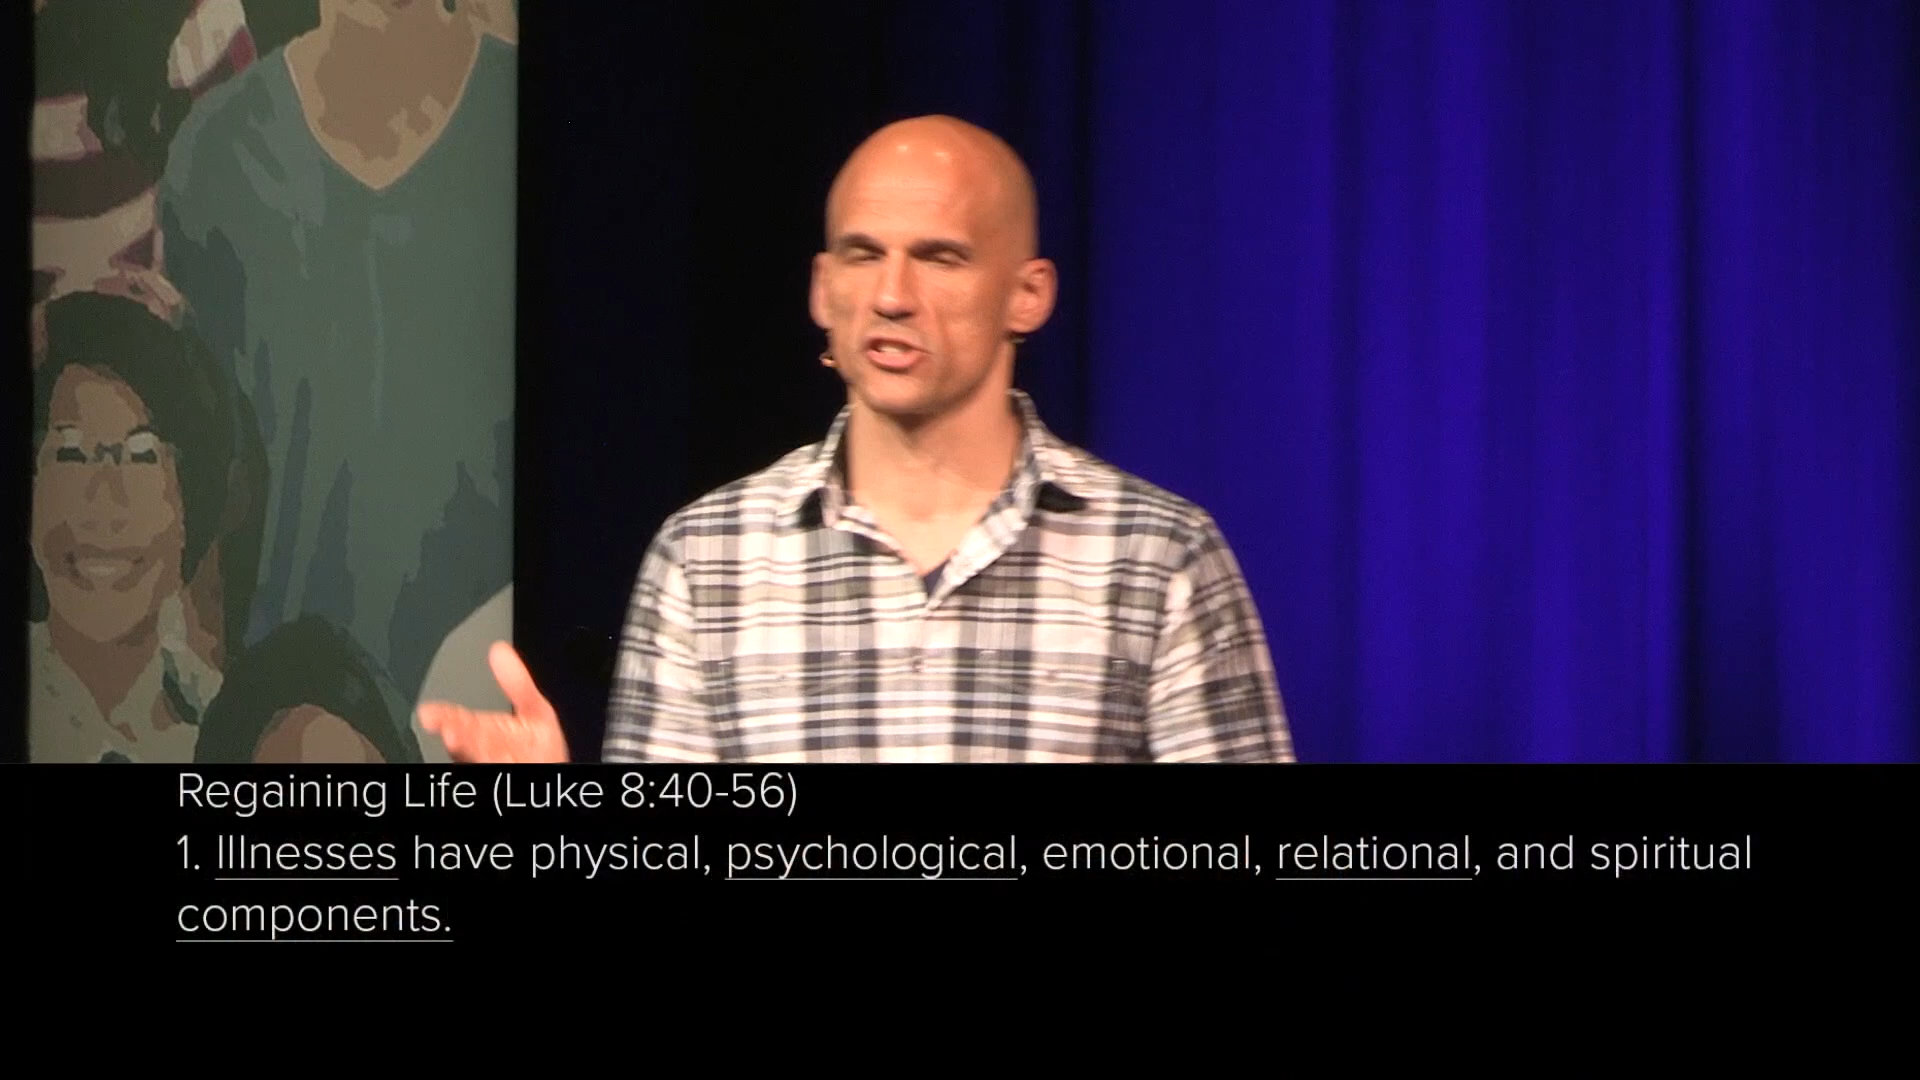 Regaining Life (Luke 8:40-56)
1. Illnesses have physical, psychological, emotional, relational, and spiritual
components.